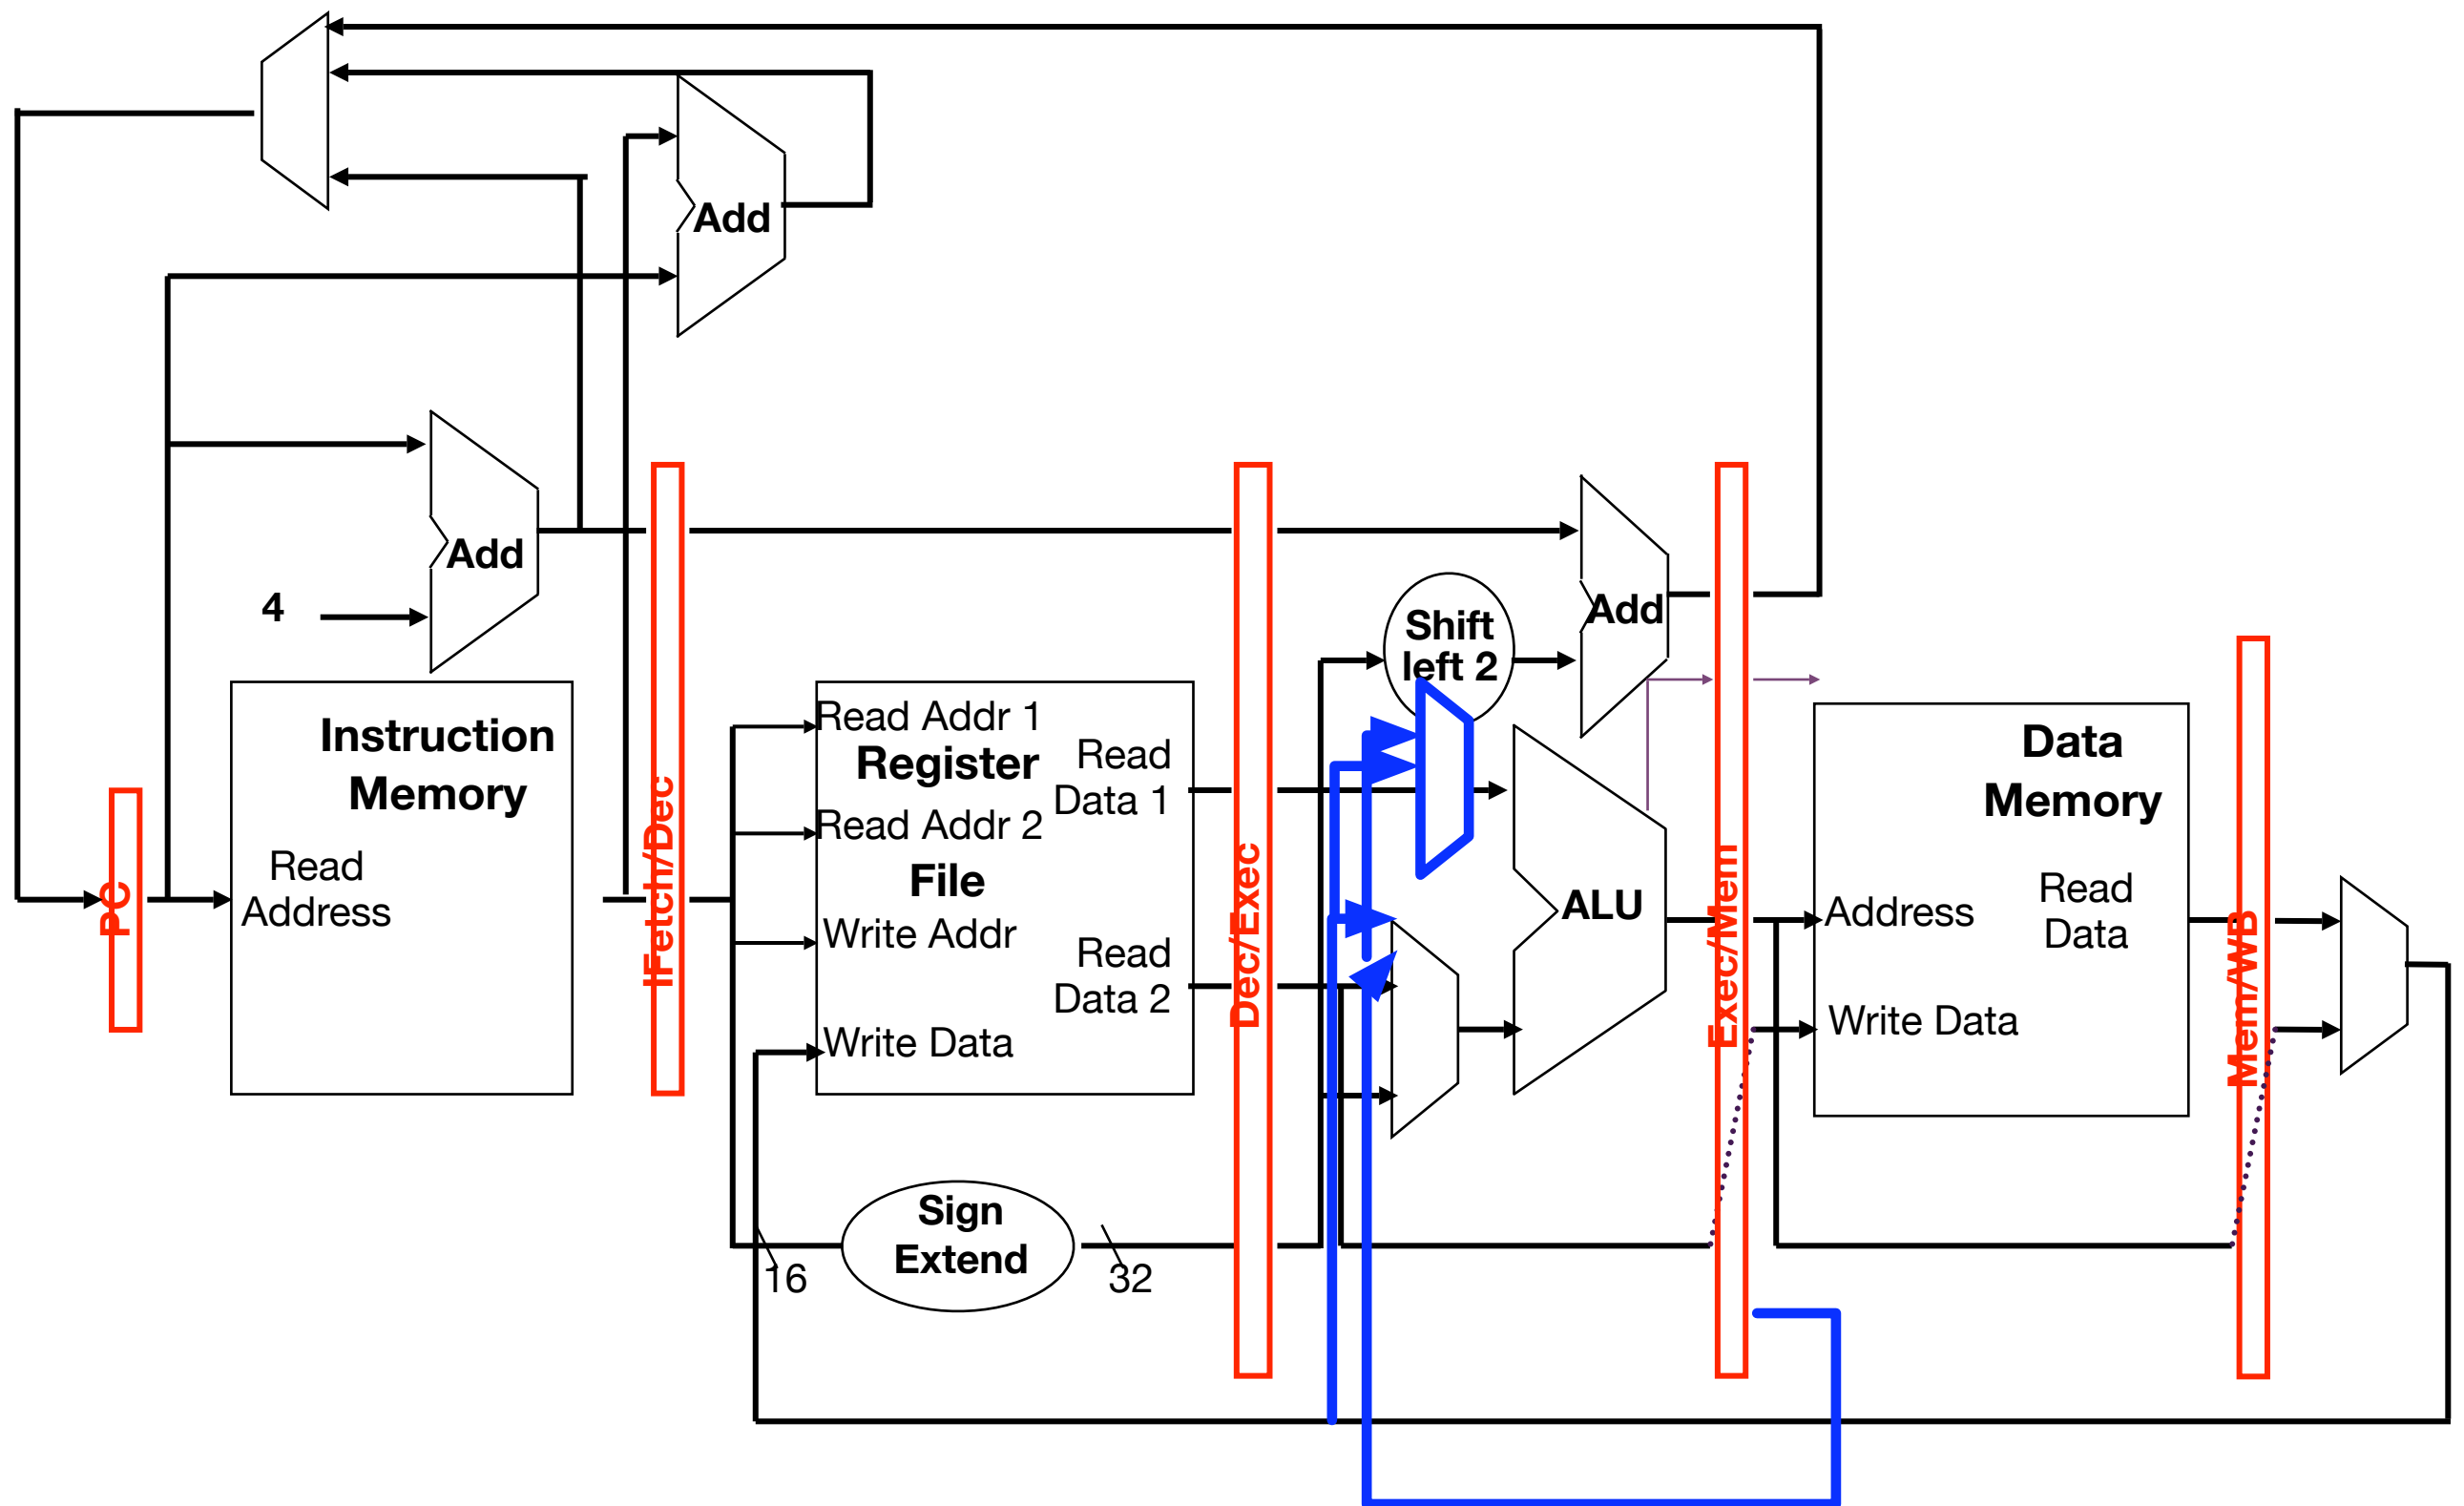 Add
Add
4
Add
Shift
left 2
Instruction
Memory
Read
Address
PC
IFetch/Dec
Read Addr 1
Register
Read
Data 1
Read Addr 2
File
Write Addr
Read
Data 2
Write Data
Sign
Extend
16
32
Dec/Exec
ALU
Exec/Mem
Data
Memory
Address
Read
Data
Write Data
Mem/WB